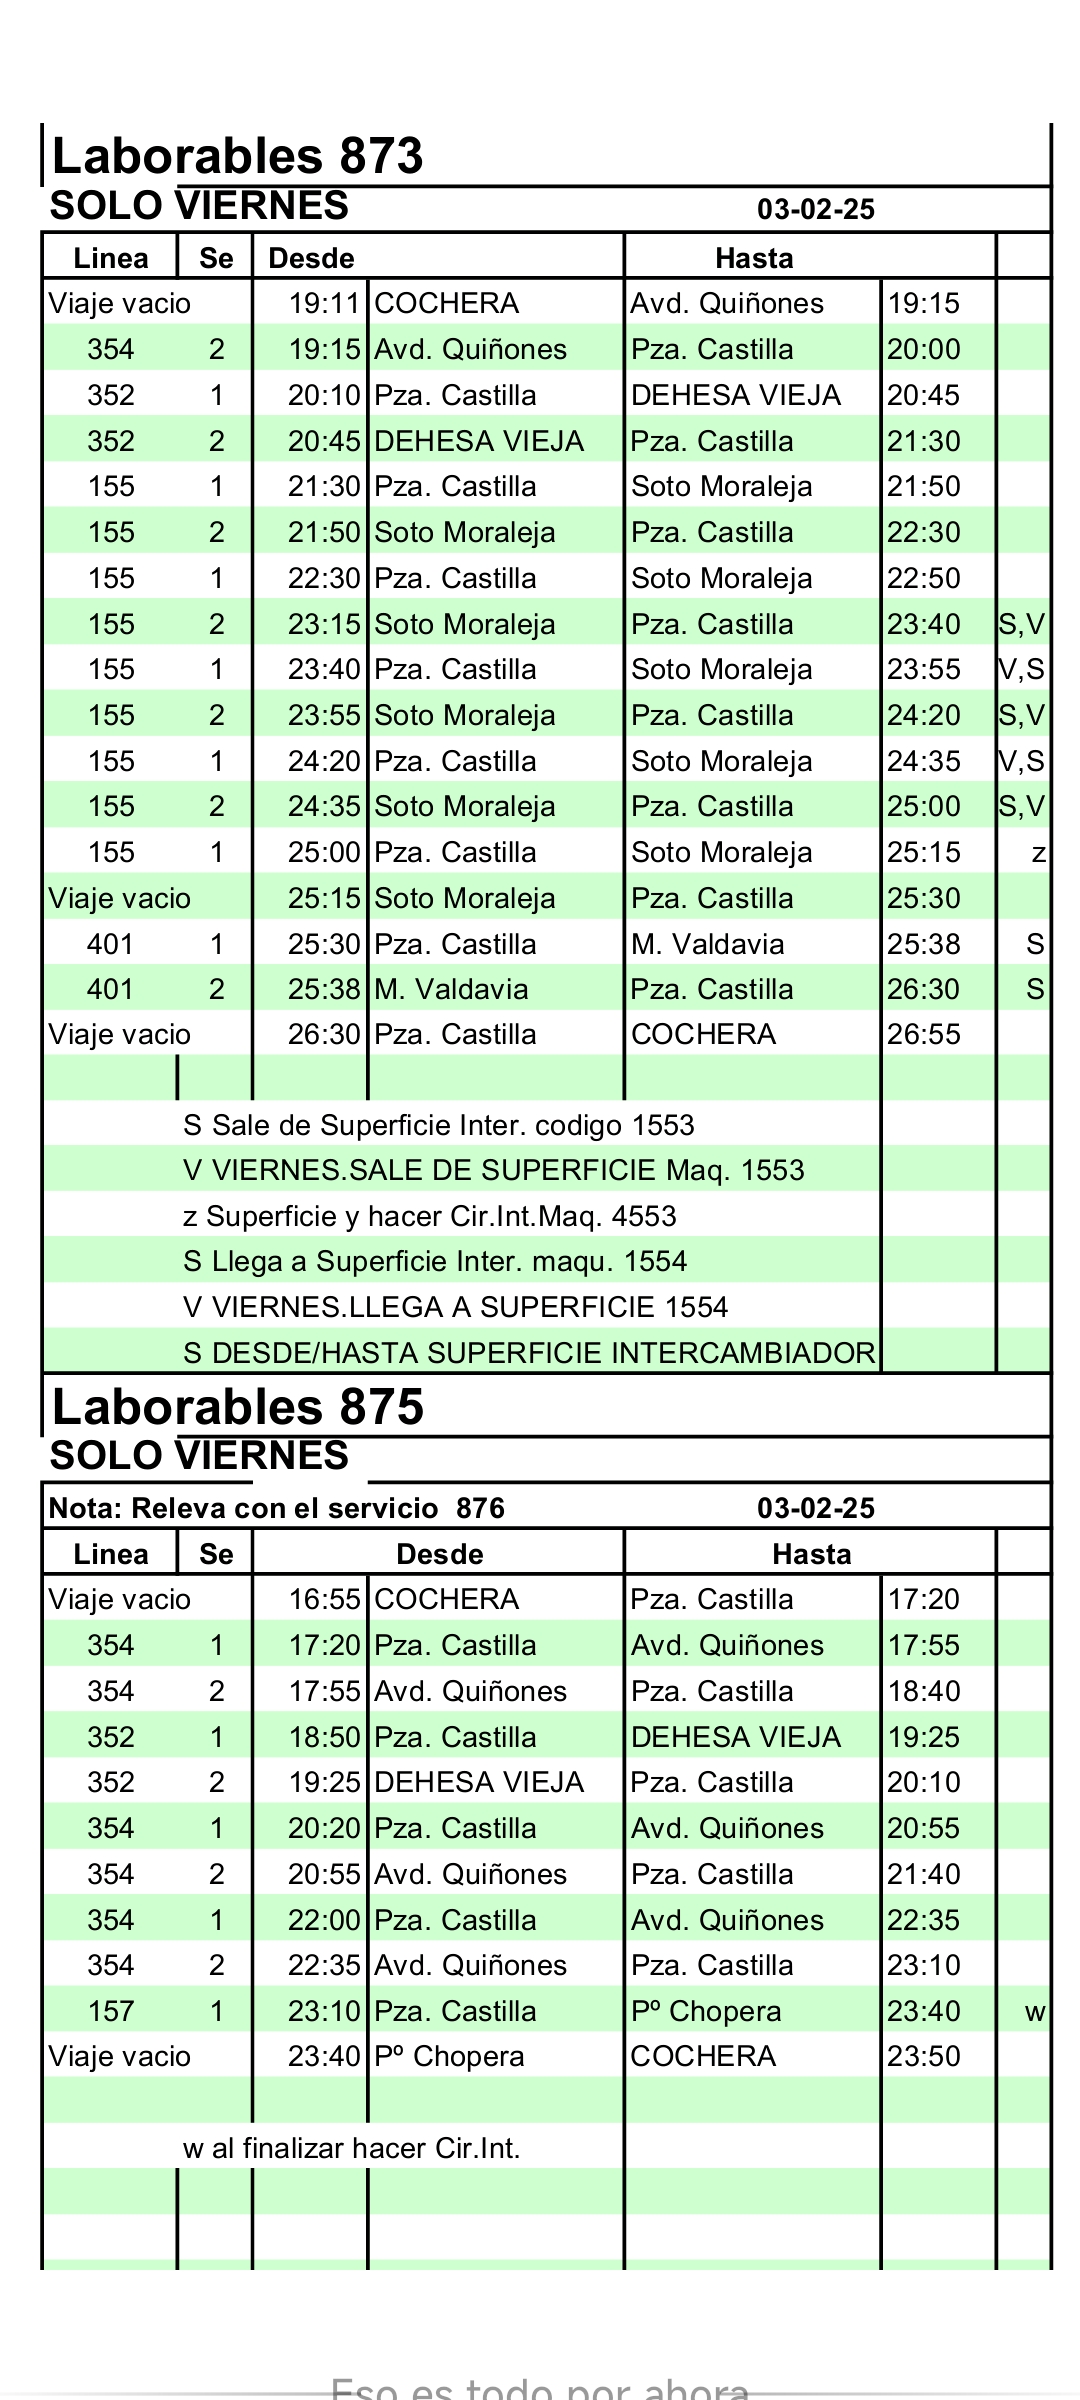 Laborables 873
SOLO VIERNES 03-02-25
Linea Se Desde Hasta
Viaje vacio 19:11 COCHERA Avd. Quiñones 19:15
354 2 19:15 Avd. Quiñones Pza. Castilla 20:00
352 1 20:10 Pza. Castilla DEHESA VIEJA 20:45
352 2 20:45 DEHESA VIEJA Pza. Castilla 21:30
155 1 21:30 Pza. Castilla Soto Moraleja 21:50
155 2 21:50 Soto Moraleja Pza. Castilla 22:30
155 1 22:30 Pza. Castilla Soto Moraleja 22:50
155 2 23:15 Soto Moraleja Pza. Castilla 23:40 S,V
155 1 23:40 Pza. Castilla Soto Moraleja 23:55 V,S
155 2 23:55 Soto Moraleja Pza. Castilla 24:20 S,V
155 1 24:20 Pza. Castilla Soto Moraleja 24:35 V,S
155 2 24:35 Soto Moraleja Pza. Castilla 25:00 S,V
155 1 25:00 Pza. Castilla Soto Moraleja 25:15 z
Viaje vacio 25:15 Soto Moraleja Pza. Castilla 25:30
401 1 25:30 Pza. Castilla M. Valdavia 25:38 S
401 2 25:38 M. Valdavia Pza. Castilla 26:30 S
Viaje vacio 26:30 Pza. Castilla COCHERA 26:55
S Sale de Superficie Inter. codigo 1553
V VIERNES.SALE DE SUPERFICIE Maq. 1553
z Superficie y hacer Cir.Int.Maq. 4553
S Llega a Superficie Inter. maqu. 1554
V VIERNES.LLEGA A SUPERFICIE 1554
S DESDE/HASTA SUPERFICIE INTERCAMBIADOR
Laborables 875
SOLO VIERNES
Nota: Releva con el servicio 876 03-02-25
Linea Se Desde Hasta
Viaje vacio 16:55 COCHERA Pza. Castilla 17:20
354 1 17:20 Pza. Castilla Avd. Quiñones 17:55
354 2 17:55 Avd. Quiñones Pza. Castilla 18:40
352 1 18:50 Pza. Castilla DEHESA VIEJA 19:25
352 2 19:25 DEHESA VIEJA Pza. Castilla 20:10
354 1 20:20 Pza. Castilla Avd. Quiñones 20:55
354 2 20:55 Avd. Quiñones Pza. Castilla 21:40
354 1 22:00 Pza. Castilla Avd. Quiñones 22:35
354 2 22:35 Avd. Quiñones Pza. Castilla 23:10
157 1 23:10 Pza. Castilla Pº Chopera 23:40 w
Viaje vacio 23:40 Pº Chopera COCHERA 23:50
w al finalizar hacer Cir.Int.
Eso es todo por ahora